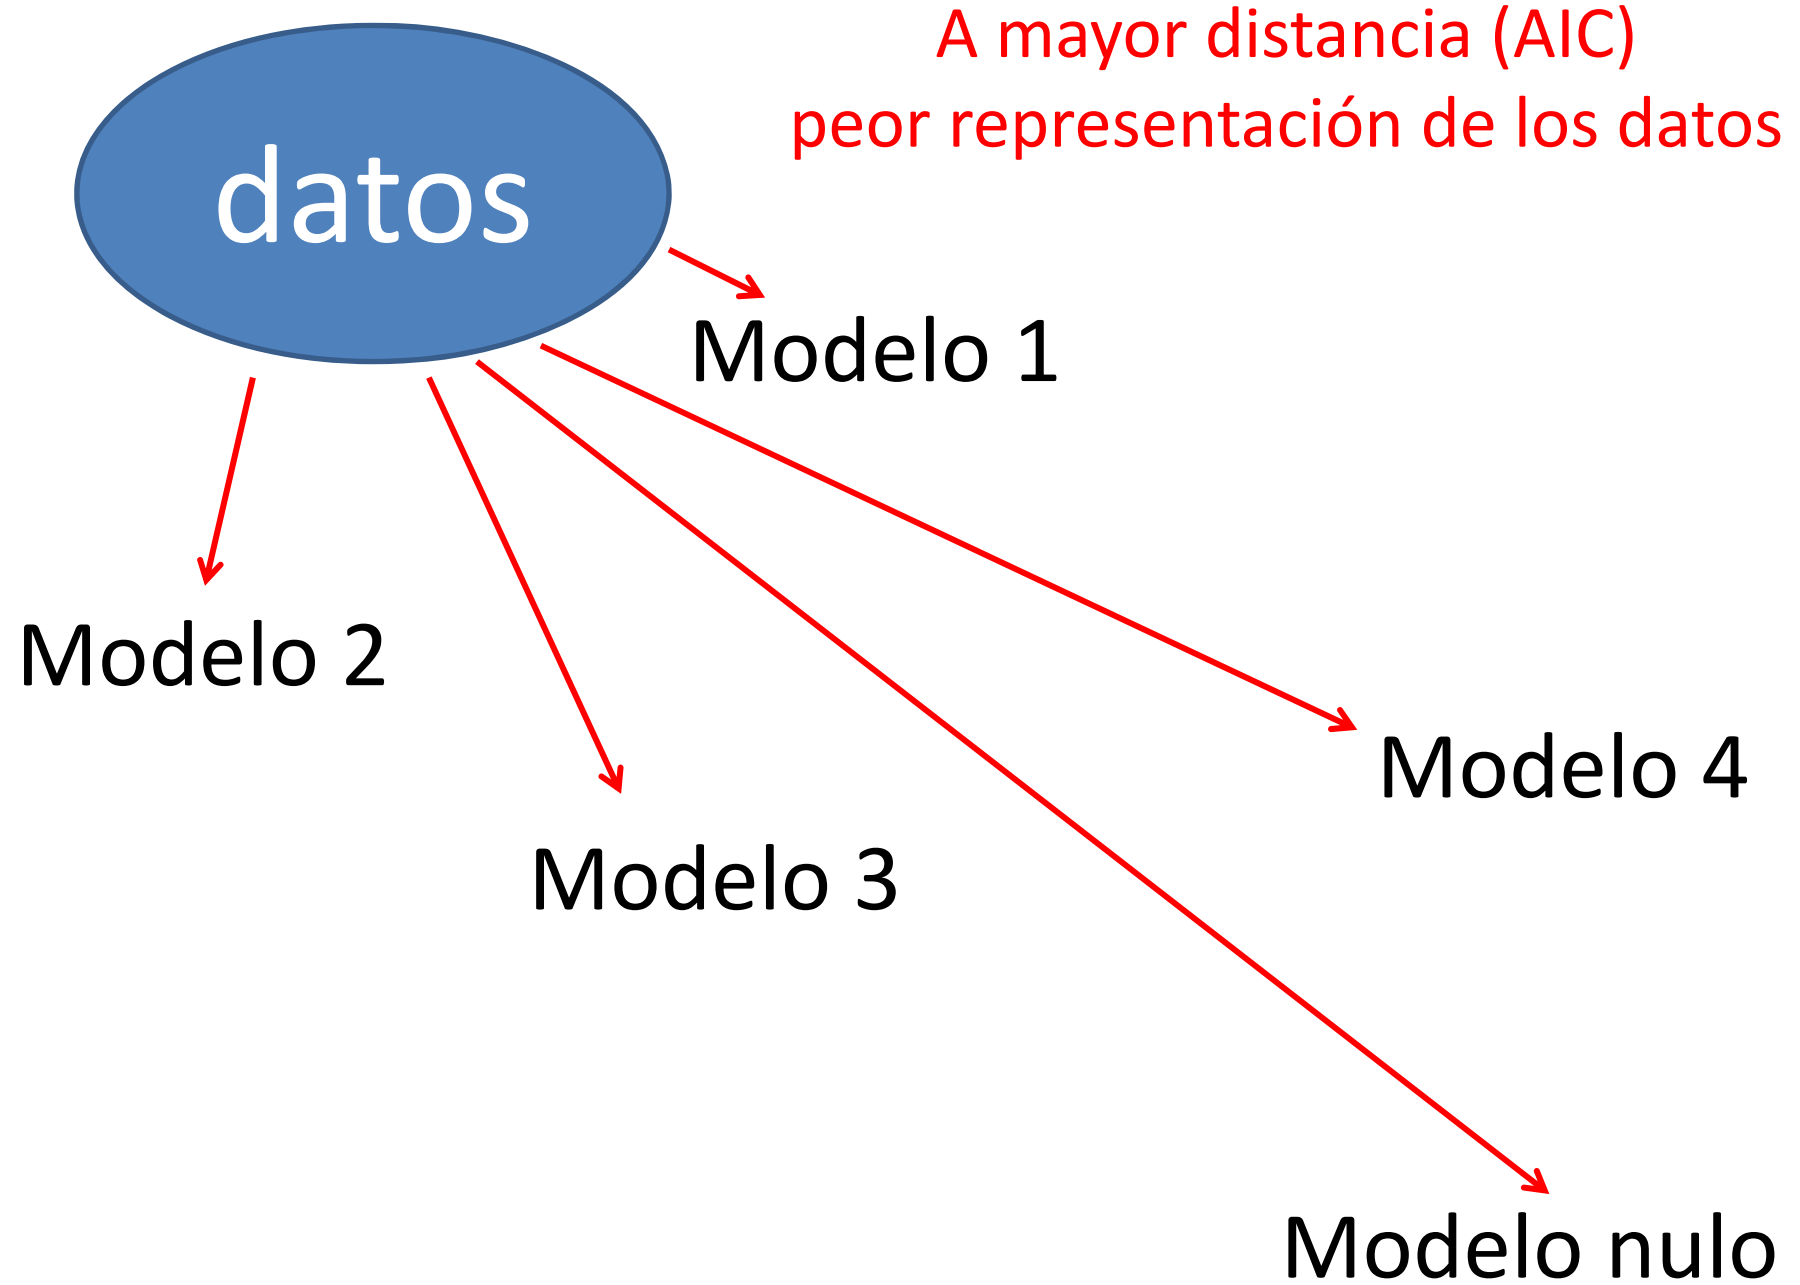 A mayor distancia (AIC)
peor representación de los datos
datos
Modelo 1
Modelo 2
Modelo 4
Modelo 3
Modelo nulo